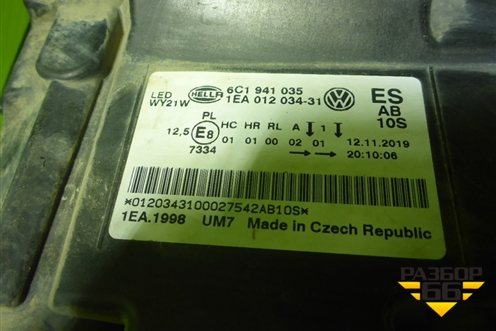 LED HELLA 6C1 941 035 ES
WY21W 1EA 012 034-31 VW AB
PL 10S
12,5 E8 HC HR RL A 1 12.11.2019
7334 01 01 00 02 01 20:10:06
*0120343100027542AB10S*
1EA.1998 UM7 Made in Czech Republic
РАЗБОР
66